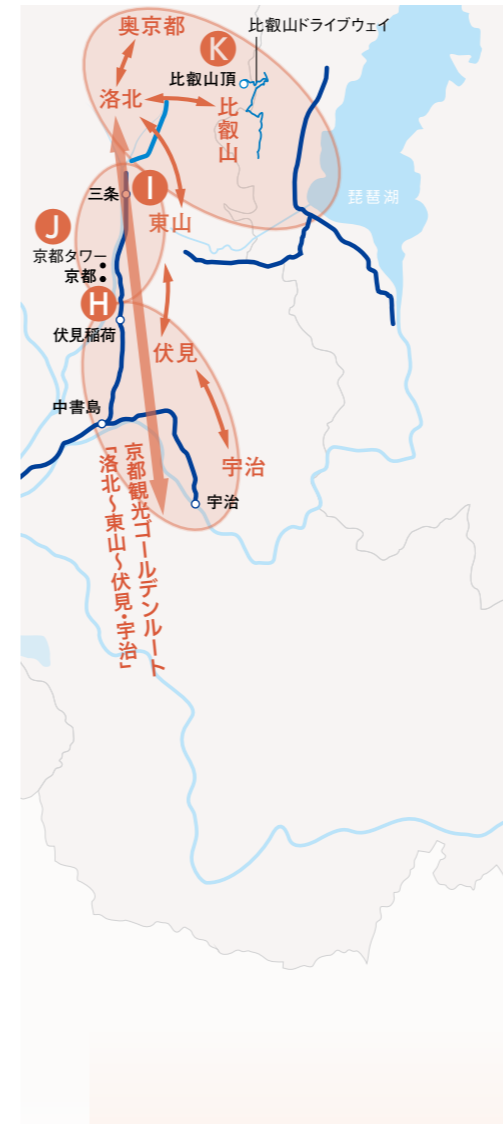 奥京都
比叡山ドライブウェイ
K
比叡山頂
洛北
比叡山
三条
I
東山
琵琶湖
J
京都タワー
京都
H
伏見稲荷
伏見
中書島
宇治
宇治
京都観光ゴールデンルート
「洛北~東山~伏見・宇治」